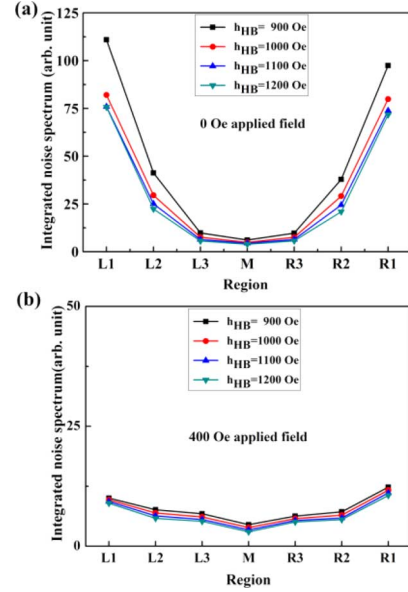 (a)
125
100
75
50
25
0
Integrated noise spectrum (arb. unit)
hHB= 900 Oe
hHB=1000 Oe
hHB=1100 Oe
hHB=1200 Oe
0 Oe applied field
L1 L2 L3 M R3 R2 R1
Region
(b)
50
25
0
Integrated noise spectrum(arb. unit)
hHB= 900 Oe
hHB=1000 Oe
hHB=1100 Oe
hHB=1200 Oe
400 Oe applied field
L1 L2 L3 M R3 R2 R1
Region